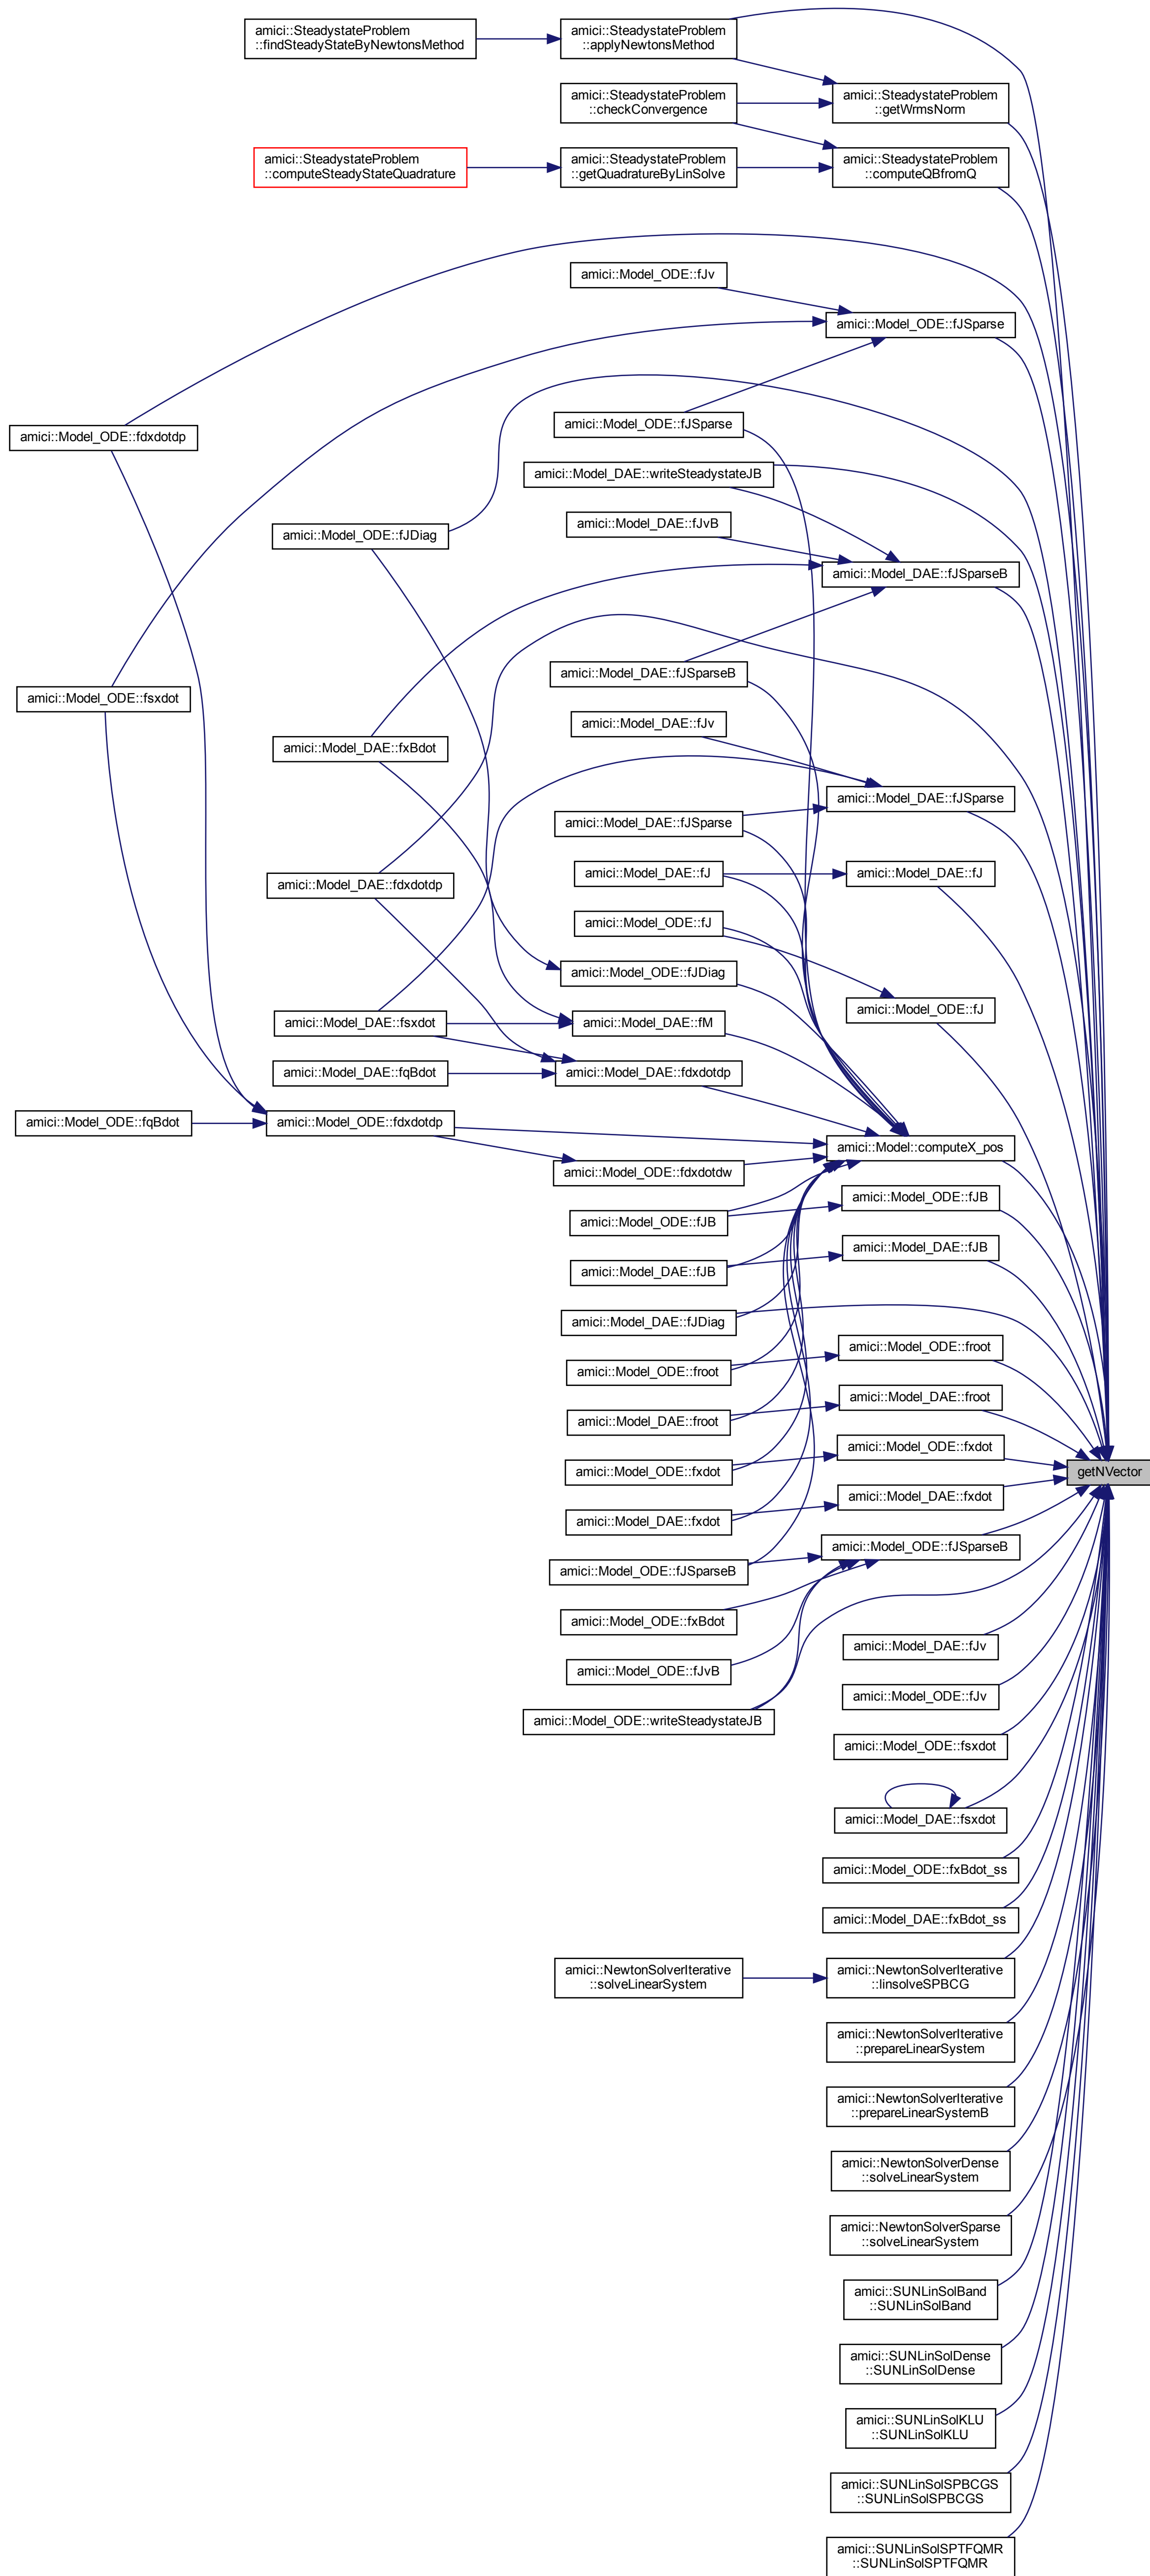 amici::SteadystateProblem
::findSteadyStateByNewtonsMethod
amici::SteadystateProblem
::applyNewtonsMethod
amici::SteadystateProblem
::checkConvergence
amici::SteadystateProblem
::getWrmsNorm
amici::SteadystateProblem
::computeSteadyStateQuadrature
amici::SteadystateProblem
::getQuadratureByLinSolve
amici::SteadystateProblem
::computeQBfromQ
amici::Model_ODE::fJv
amici::Model_ODE::fJSparse
amici::Model_ODE::fJSparse
amici::Model_ODE::fdxdotdp
amici::Model_DAE::writeSteadystateJB
amici::Model_DAE::fJvB
amici::Model_ODE::fJDiag
amici::Model_DAE::fJSparseB
amici::Model_DAE::fJSparseB
amici::Model_ODE::fsxdot
amici::Model_DAE::fJv
amici::Model_DAE::fxBdot
amici::Model_DAE::fJSparse
amici::Model_DAE::fJSparse
amici::Model_DAE::fJ
amici::Model_DAE::fJ
amici::Model_DAE::fdxdotdp
amici::Model_ODE::fJ
amici::Model_ODE::fJDiag
amici::Model_ODE::fJ
amici::Model_DAE::fsxdot
amici::Model_DAE::fM
amici::Model_DAE::fqBdot
amici::Model_DAE::fdxdotdp
amici::Model_ODE::fqBdot
amici::Model_ODE::fdxdotdp
amici::Model::computeX_pos
amici::Model_ODE::fdxdotdw
amici::Model_ODE::fJB
amici::Model_ODE::fJB
amici::Model_DAE::fJB
amici::Model_DAE::fJB
amici::Model_DAE::fJDiag
amici::Model_ODE::froot
amici::Model_ODE::froot
amici::Model_DAE::froot
amici::Model_DAE::froot
amici::Model_ODE::fxdot
amici::Model_ODE::fxdot
getNVector
amici::Model_DAE::fxdot
amici::Model_DAE::fxdot
amici::Model_ODE::fJSparseB
amici::Model_ODE::fJSparseB
amici::Model_ODE::fxBdot
amici::Model_DAE::fJv
amici::Model_ODE::fJvB
amici::Model_ODE::fJv
amici::Model_ODE::writeSteadystateJB
amici::Model_ODE::fsxdot
amici::Model_DAE::fsxdot
amici::Model_ODE::fxBdot_ss
amici::Model_DAE::fxBdot_ss
amici::NewtonSolverIterative
::solveLinearSystem
amici::NewtonSolverIterative
::linsolveSPBCG
amici::NewtonSolverIterative
::prepareLinearSystem
amici::NewtonSolverIterative
::prepareLinearSystemB
amici::NewtonSolverDense
::solveLinearSystem
amici::NewtonSolverSparse
::solveLinearSystem
amici::SUNLinSolBand
::SUNLinSolBand
amici::SUNLinSolDense
::SUNLinSolDense
amici::SUNLinSolKLU
::SUNLinSolKLU
amici::SUNLinSolSPBCGS
::SUNLinSolSPBCGS
amici::SUNLinSolSPTFQMR
::SUNLinSolSPTFQMR